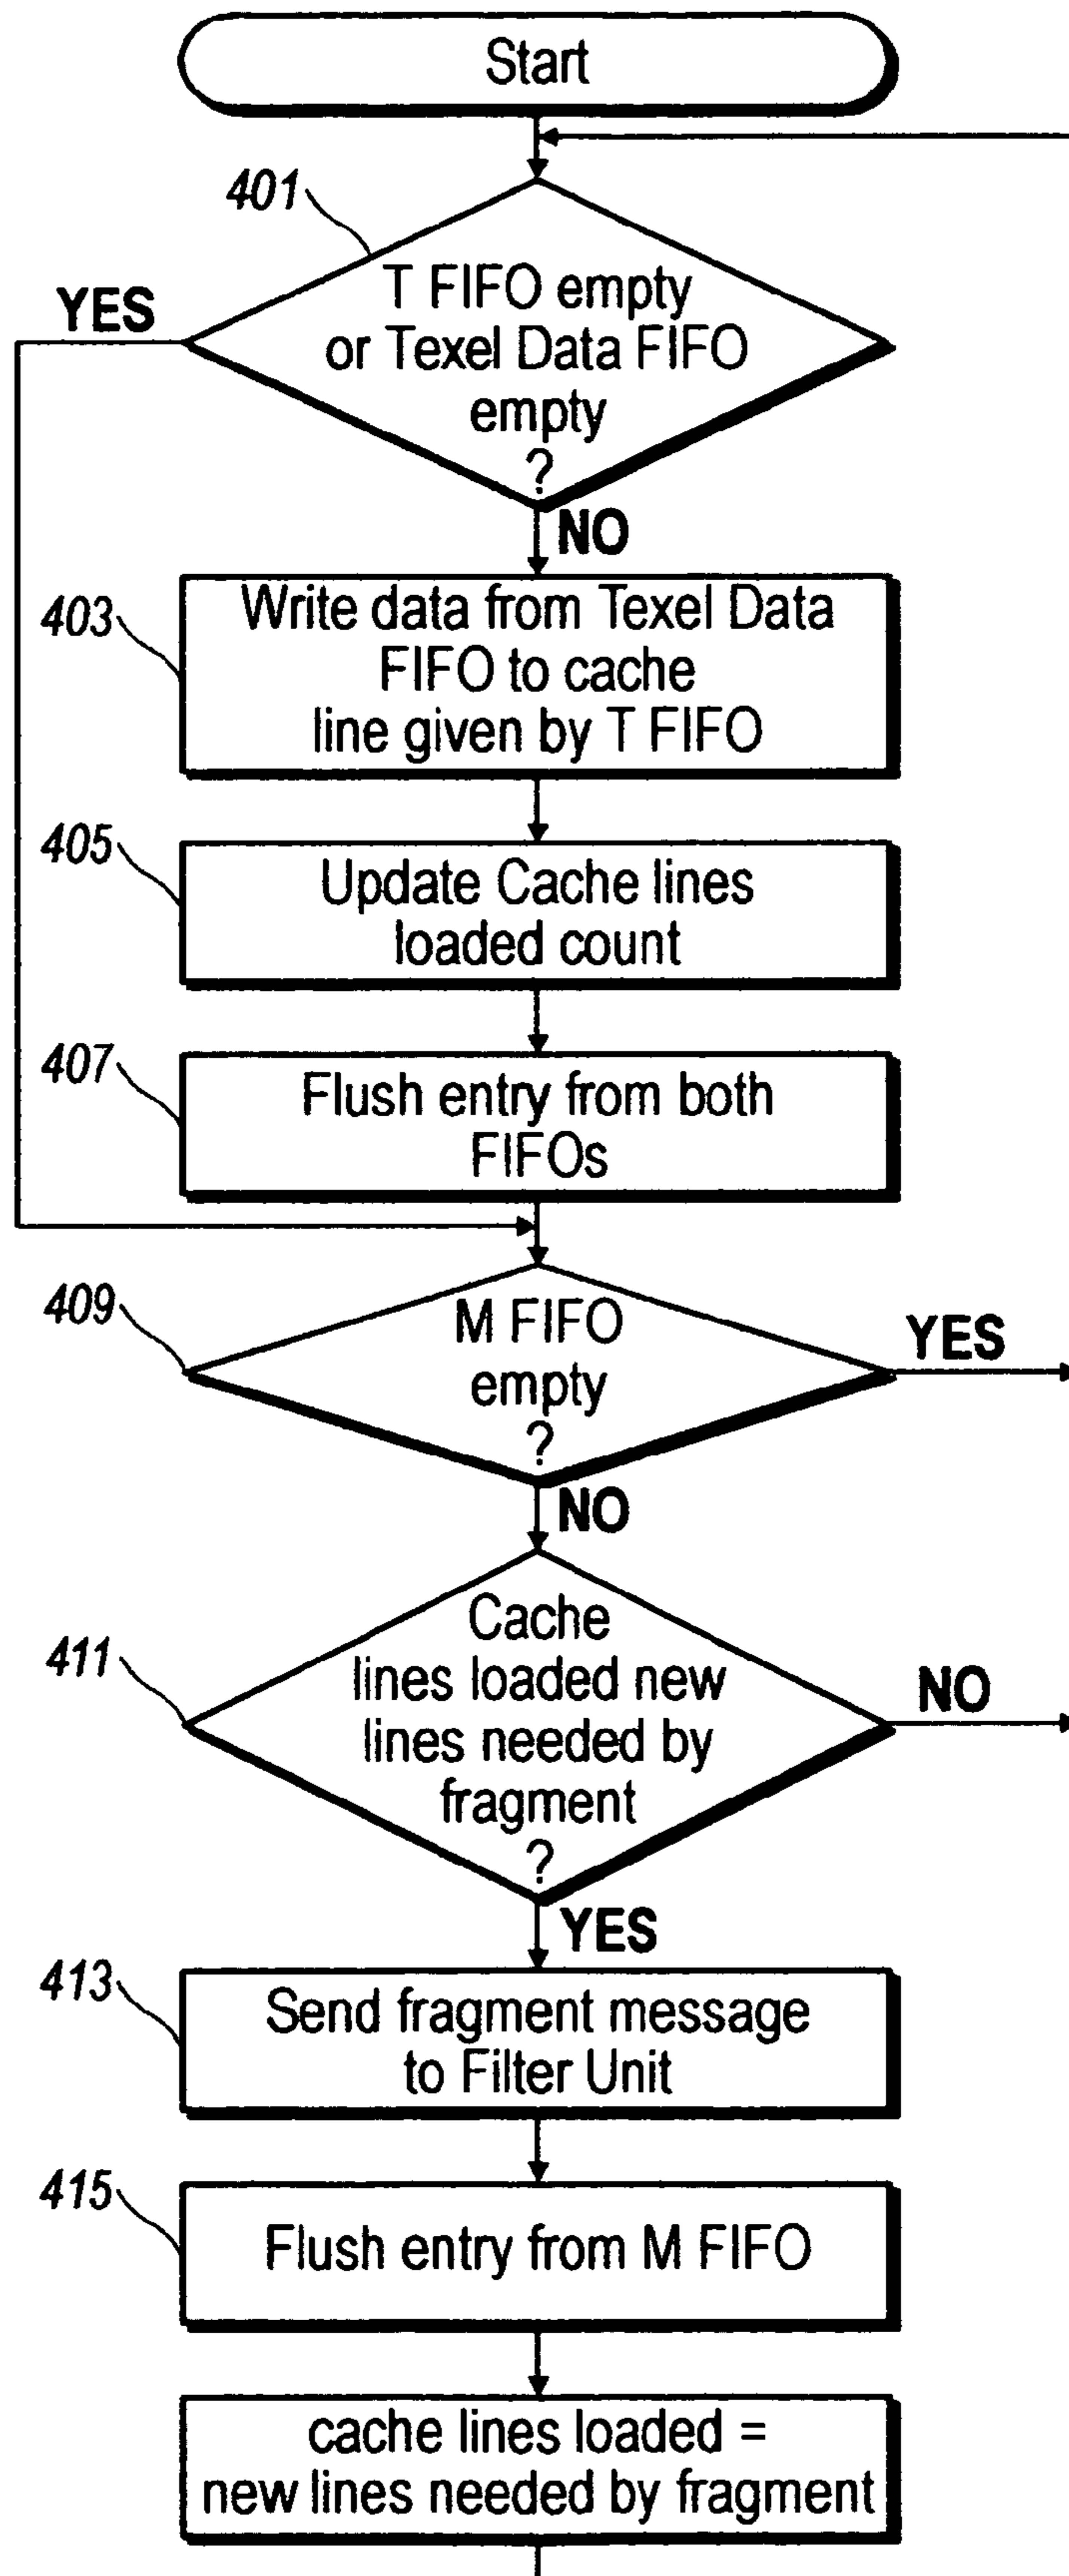 Start
401
T FIFO empty
or Texel Data FIFO
empty
?
YES
NO
403
Write data from Texel Data
FIFO to cache
line given by T FIFO
405
Update Cache lines
loaded count
407
Flush entry from both
FIFOs
409
M FIFO
empty
?
YES
NO
411
Cache
lines loaded new
lines needed by
fragment
?
NO
YES
413
Send fragment message
to Filter Unit
415
Flush entry from M FIFO
cache lines loaded =
new lines needed by fragment